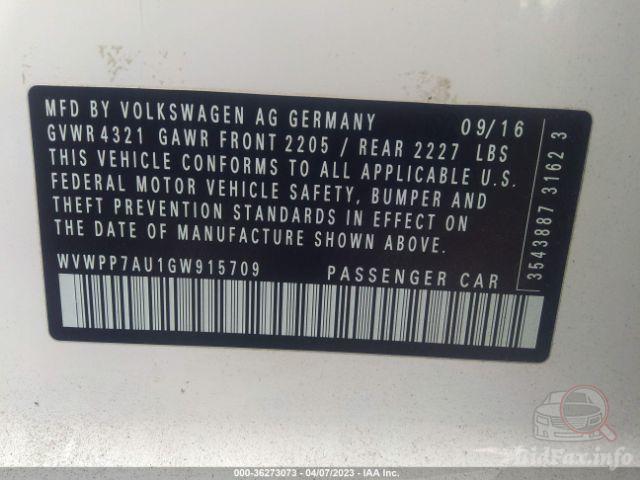 MFD BY VOLKSWAGEN AG GERMANY 09/16
GVWR 4321 GAWR FRONT 2205 / REAR 2227 LBS
THIS VEHICLE CONFORMS TO ALL APPLICABLE U.S.
FEDERAL MOTOR VEHICLE SAFETY, BUMPER AND
THEFT PREVENTION STANDARDS IN EFFECT ON
THE DATE OF MANUFACTURE SHOWN ABOVE.
WVWPP7AU1GW915709 PASSENGER CAR
3543887 3162 3
BidFax.info
000-36273073 - 04/07/2023 - IAA Inc.